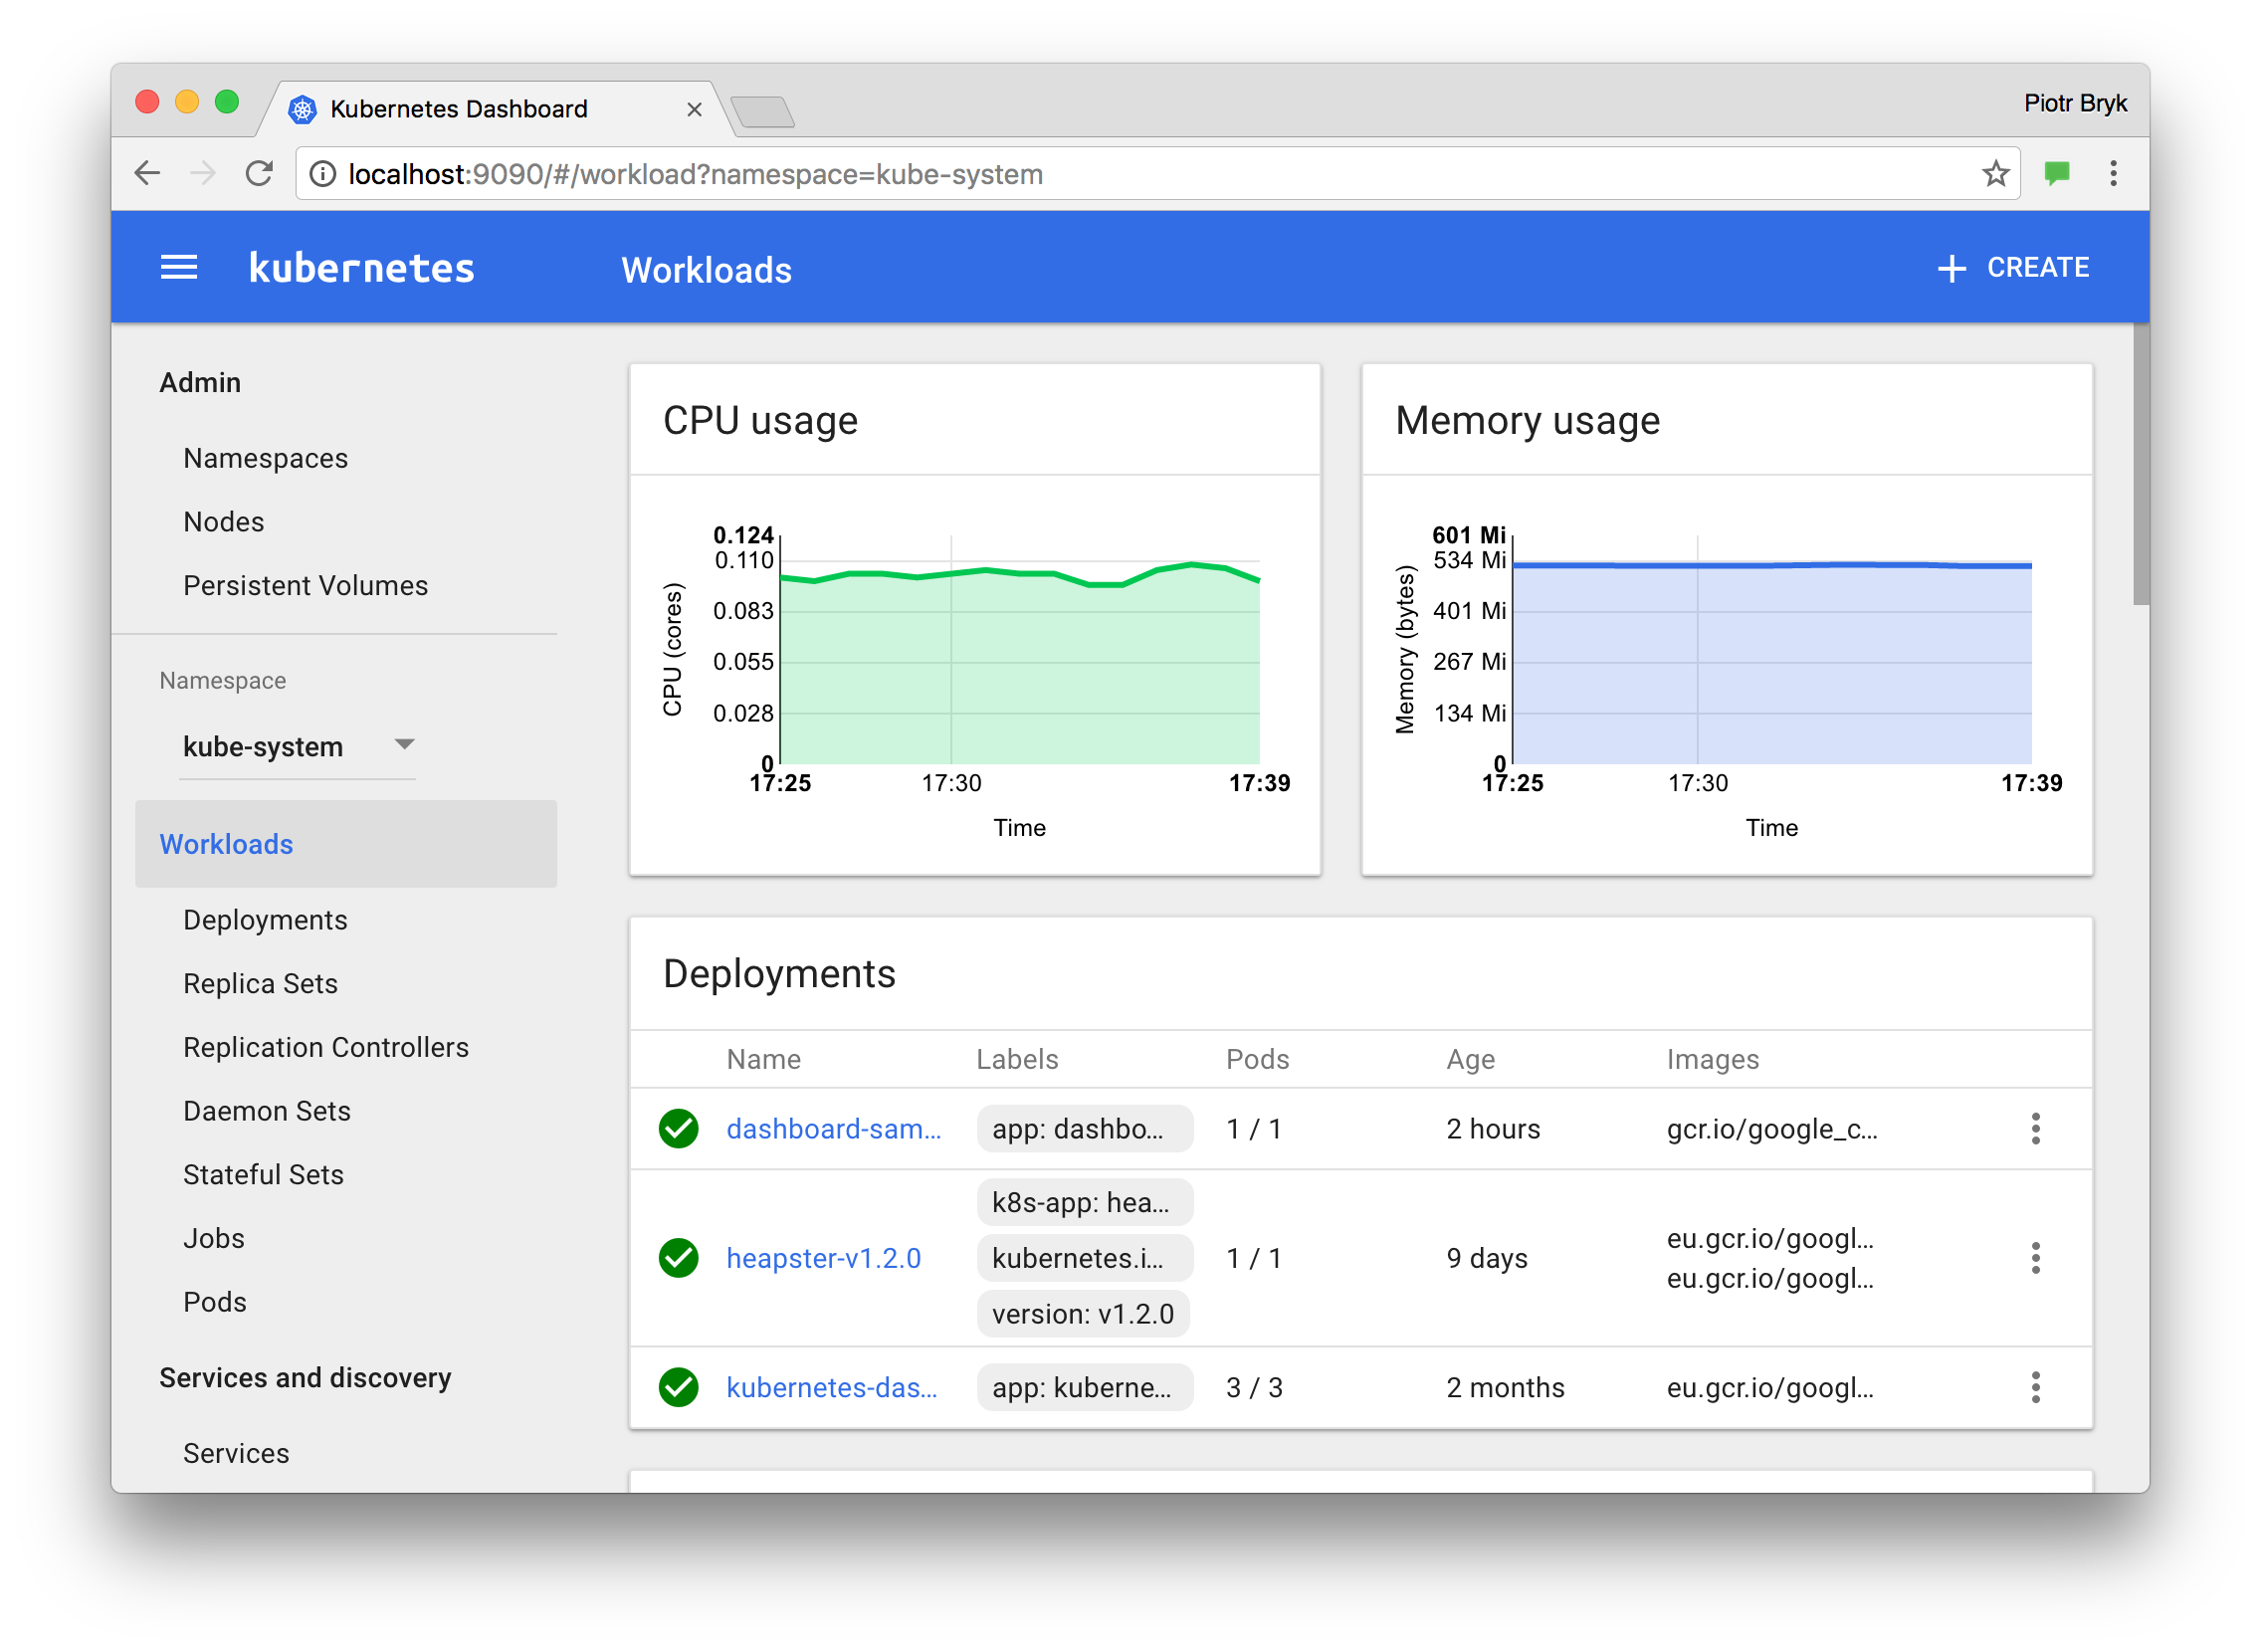 Kubernetes Dashboard
Piotr Bryk
localhost:9090/#/workload?namespace=kube-system
kubernetes
Workloads
CREATE
Admin
Namespaces
Nodes
Persistent Volumes
Namespace
kube-system
Workloads
Deployments
Replica Sets
Replication Controllers
Daemon Sets
Stateful Sets
Jobs
Pods
Services and discovery
Services
CPU usage
CPU (cores)
0.124
0.110
0.083
0.055
0.028
0
17:25 17:30 17:39
Time
Memory usage
Memory (bytes)
601 Mi
534 Mi
401 Mi
267 Mi
134 Mi
0
17:25 17:30 17:39
Time
Deployments
Name Labels Pods Age Images
dashboard-sam... app: dashbo... 1 / 1 2 hours gcr.io/google_c...
k8s-app: hea...
heapster-v1.2.0 kubernetes.i... 1 / 1 9 days eu.gcr.io/googl...
eu.gcr.io/googl...
version: v1.2.0
kubernetes-das... app: kuberne... 3 / 3 2 months eu.gcr.io/googl...